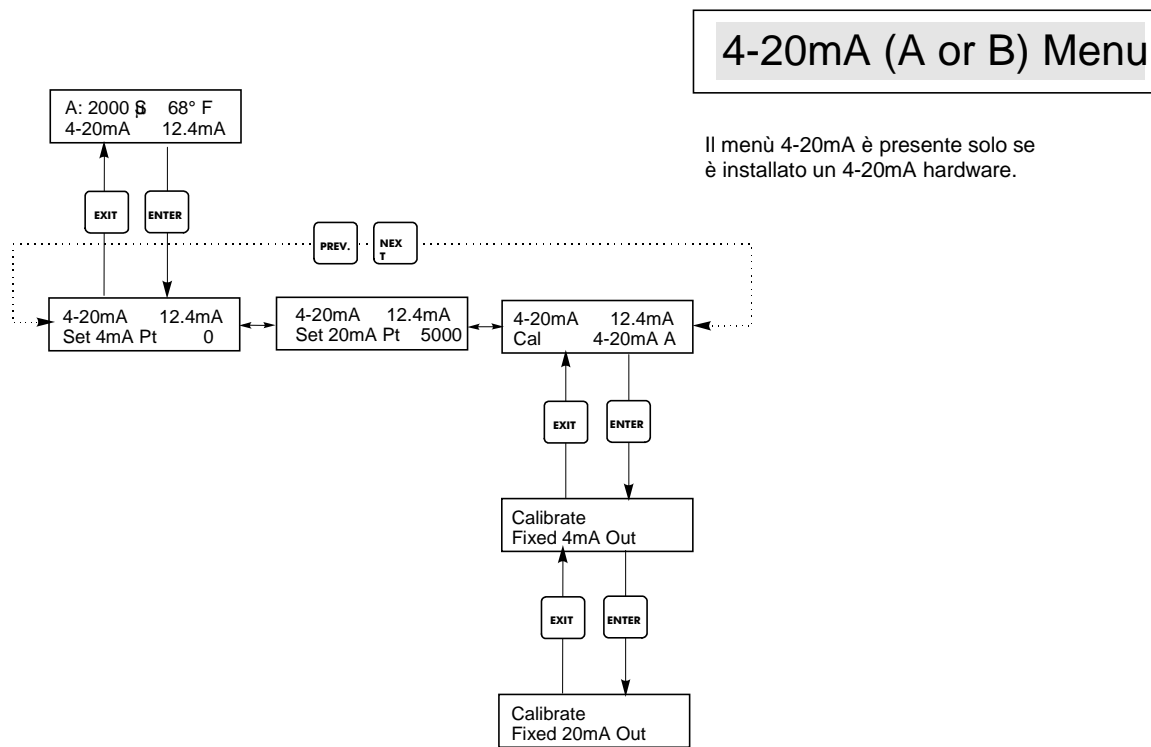 4-20mA (A or B) Menu
A: 2000 µS 68° F
4-20mA 12.4mA
Il menù 4-20mA è presente solo se
è installato un 4-20mA hardware.
EXIT ENTER
PREV. NEX
T
4-20mA 12.4mA
Set 4mA Pt 0
4-20mA 12.4mA
Set 20mA Pt 5000
4-20mA 12.4mA
Cal 4-20mA A
EXIT ENTER
Calibrate
Fixed 4mA Out
EXIT ENTER
Calibrate
Fixed 20mA Out